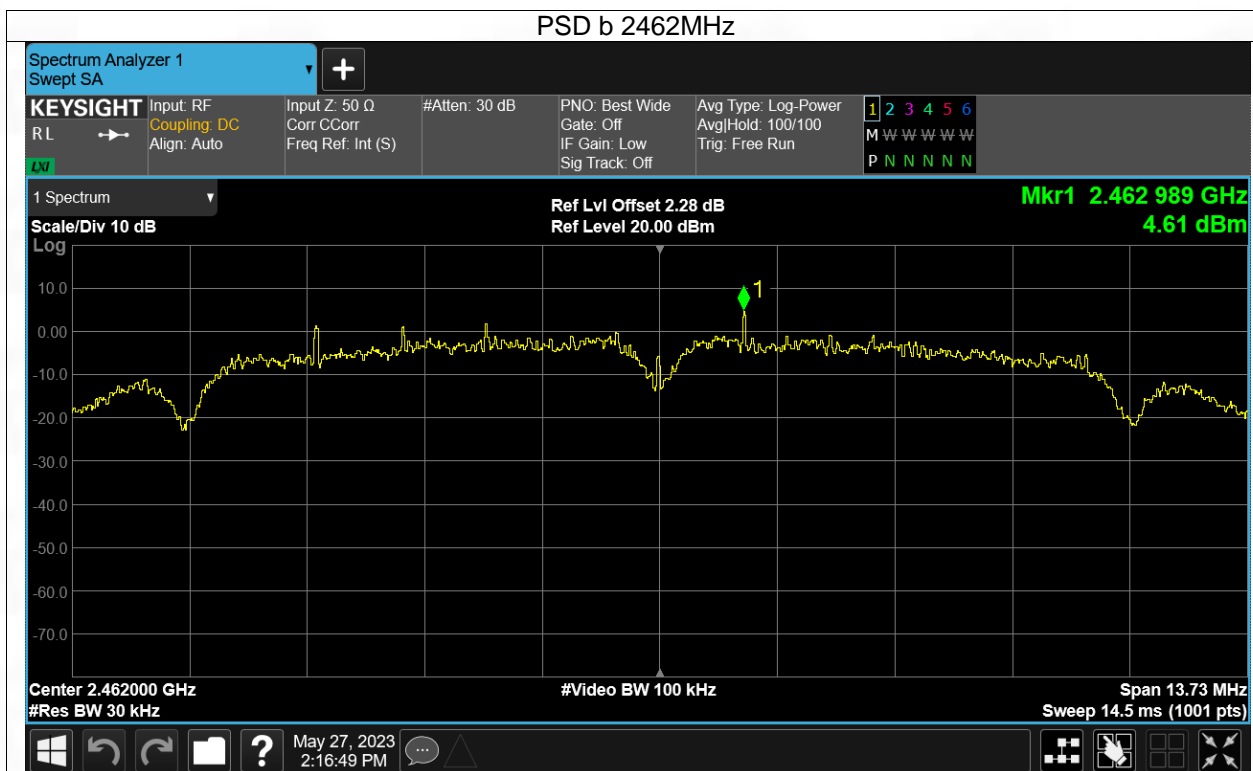 PSD b 2462MHz
Spectrum Analyzer 1
Swept SA
KEYSIGHT
RL
LXI
Input: RF
Coupling: DC
Align: Auto
Input Z: 50 Ω
Corr CCorr
Freq Ref: Int (S)
#Atten: 30 dB
PNO: Best Wide
Gate: Off
IF Gain: Low
Sig Track: Off
Avg Type: Log-Power
Avg|Hold: 100/100
Trig: Free Run
1 2 3 4 5 6
M W W W W W
P N N N N N
1 Spectrum
Scale/Div 10 dB
Ref Lvl Offset 2.28 dB
Ref Level 20.00 dBm
Mkr1 2.462 989 GHz
4.61 dBm
Log
1
10.0
0.00
-10.0
-20.0
-30.0
-40.0
-50.0
-60.0
-70.0
Center 2.462000 GHz
#Res BW 30 kHz
#Video BW 100 kHz
Span 13.73 MHz
Sweep 14.5 ms (1001 pts)
?
May 27, 2023
2:16:49 PM